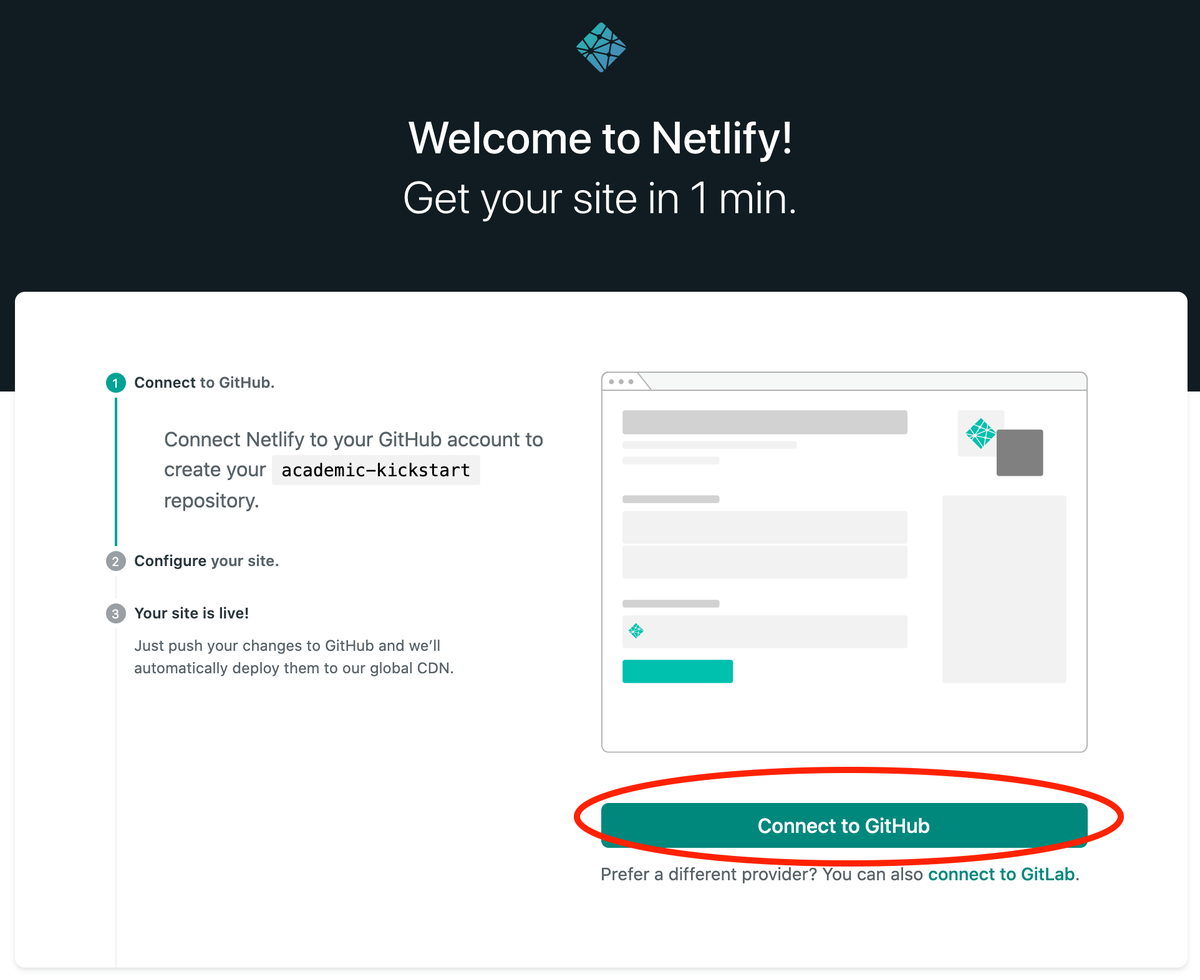 Welcome to Netlify!
Get your site in 1 min.
1 Connect to GitHub.
Connect Netlify to your GitHub account to
create your academic-kickstart
repository.
2 Configure your site.
3 Your site is live!
Just push your changes to GitHub and we’ll
automatically deploy them to our global CDN.
Connect to GitHub
Prefer a different provider? You can also connect to GitLab.